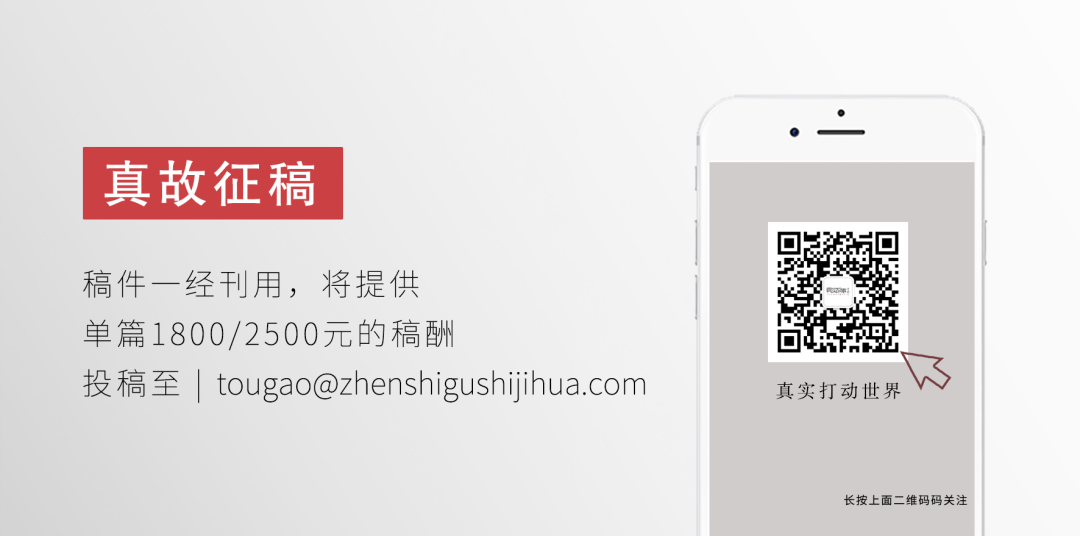 真故征稿
稿件一经刊用，将提供
单篇1800/2500元的稿酬
投稿至 | tougao@zhenshigushijihua.com
真实打动世界
长按上面二维码码关注